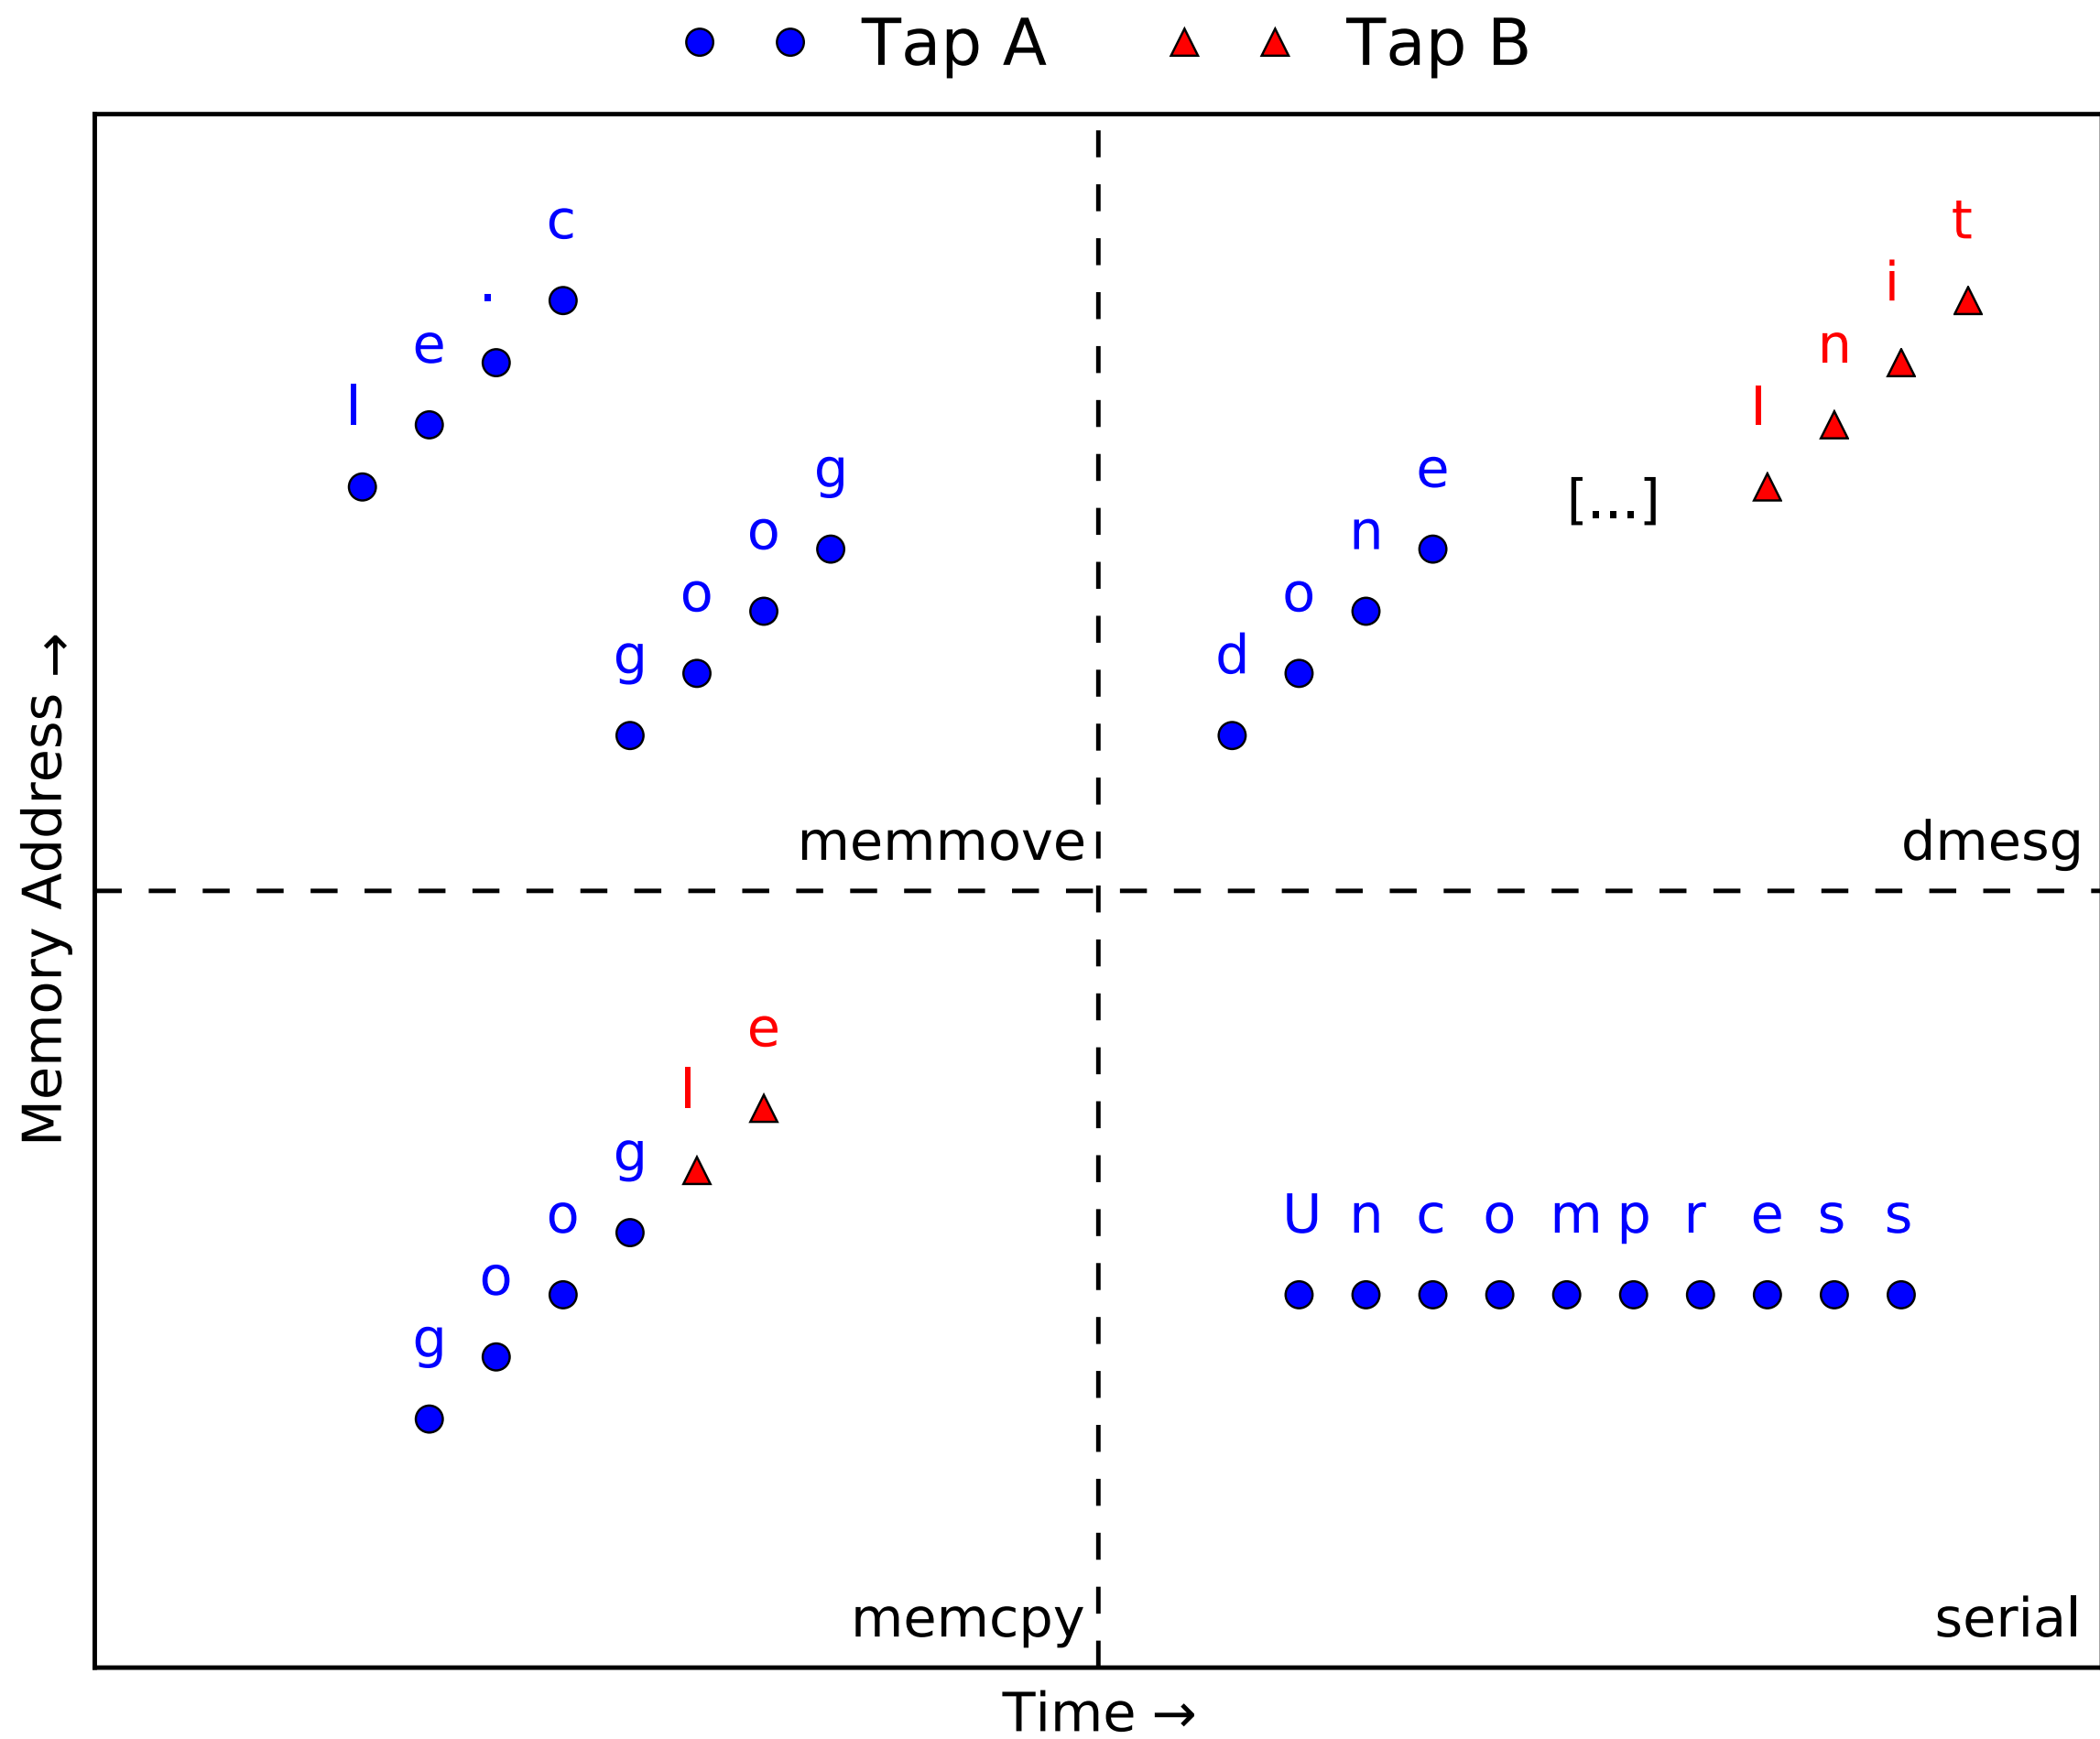 Tap A Tap B
Memory Address →
l e . c
g o o g
memmove
d o n e [...] I n i t
dmesg
g o o g l e
memcpy
U n c o m p r e s s
serial
Time →